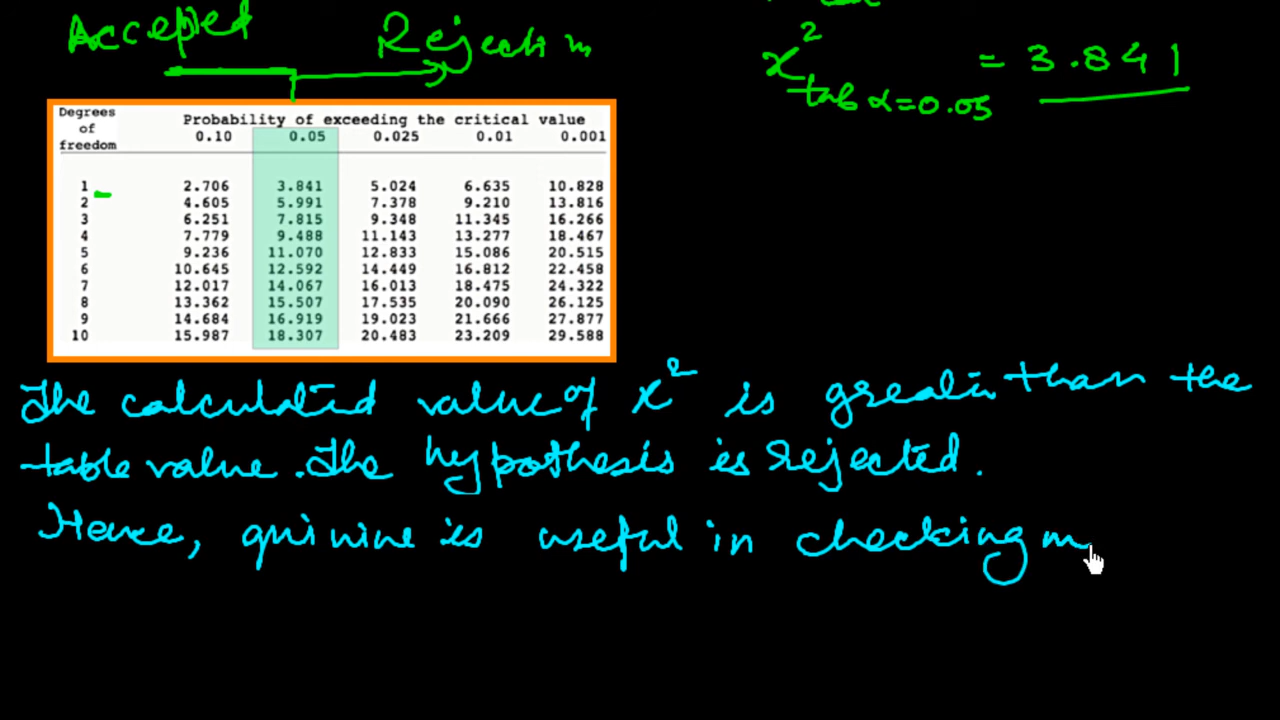 Accepted Rejection
x²tab α=0.05 = 3.841
Degrees of freedom
Probability of exceeding the critical value
0.10 0.05 0.025 0.01 0.001
1 2.706 3.841 5.024 6.635 10.828
2 4.605 5.991 7.378 9.210 13.816
3 6.251 7.815 9.348 11.345 16.266
4 7.779 9.488 11.143 13.277 18.467
5 9.236 11.070 12.833 15.086 20.515
6 10.645 12.592 14.449 16.812 22.458
7 12.017 14.067 16.013 18.475 24.322
8 13.362 15.507 17.535 20.090 26.125
9 14.684 16.919 19.023 21.666 27.877
10 15.987 18.307 20.483 23.209 29.588
The calculated value of x² is greater than the
table value. The hypothesis is rejected.
Hence, quinine is useful in checking m